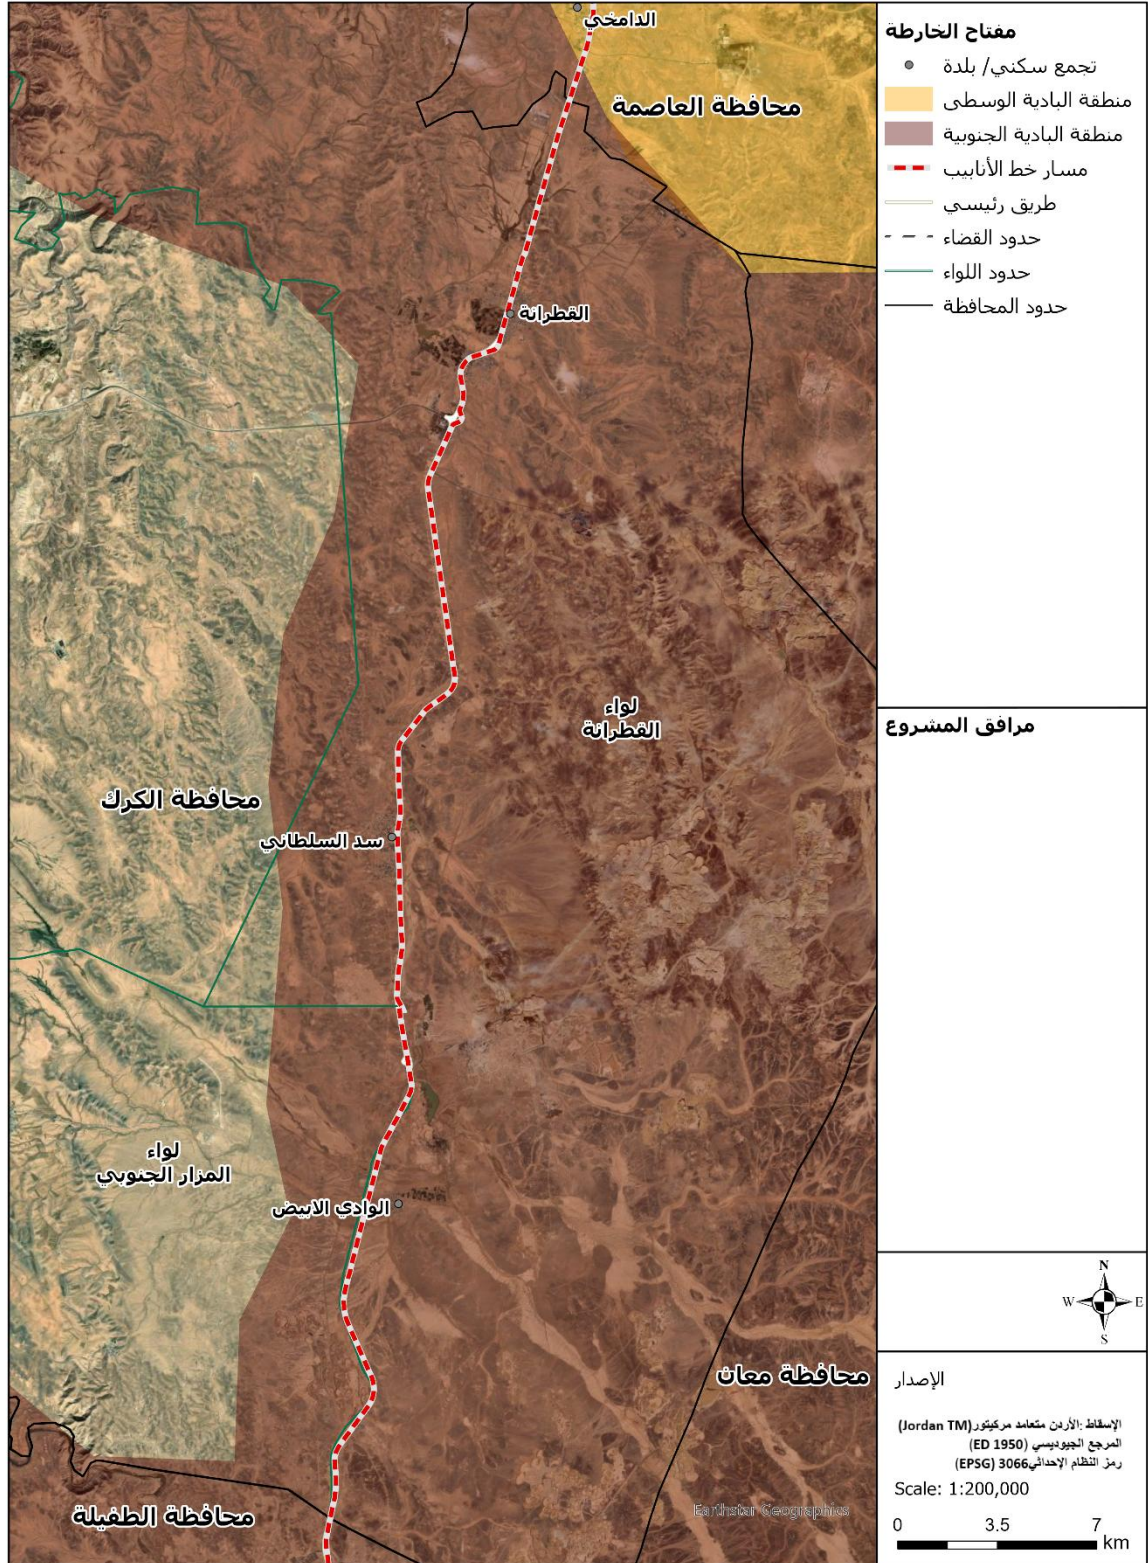 الدامخي
محافظة العاصمة
القطرانة
لواء
القطرانة
محافظة الكرك
سد السلطاني
لواء
المزار الجنوبي
الوادي الابيض
محافظة معان
محافظة الطفيلة
Earthstar Geographics
مفتاح الخارطة
تجمع سكني/ بلدة
منطقة البادية الوسطى
منطقة البادية الجنوبية
مسار خط الأنابيب
طريق رئيسي
حدود القضاء
حدود اللواء
حدود المحافظة
مرافق المشروع
N
W E
S
الإصدار
الإسقاط :الأردن متعامد مركيتور(Jordan TM)
المرجع الجيوديسي (ED 1950)
رمز النظام الإحداثي3066 (EPSG)
Scale: 1:200,000
0 3.5 7
km